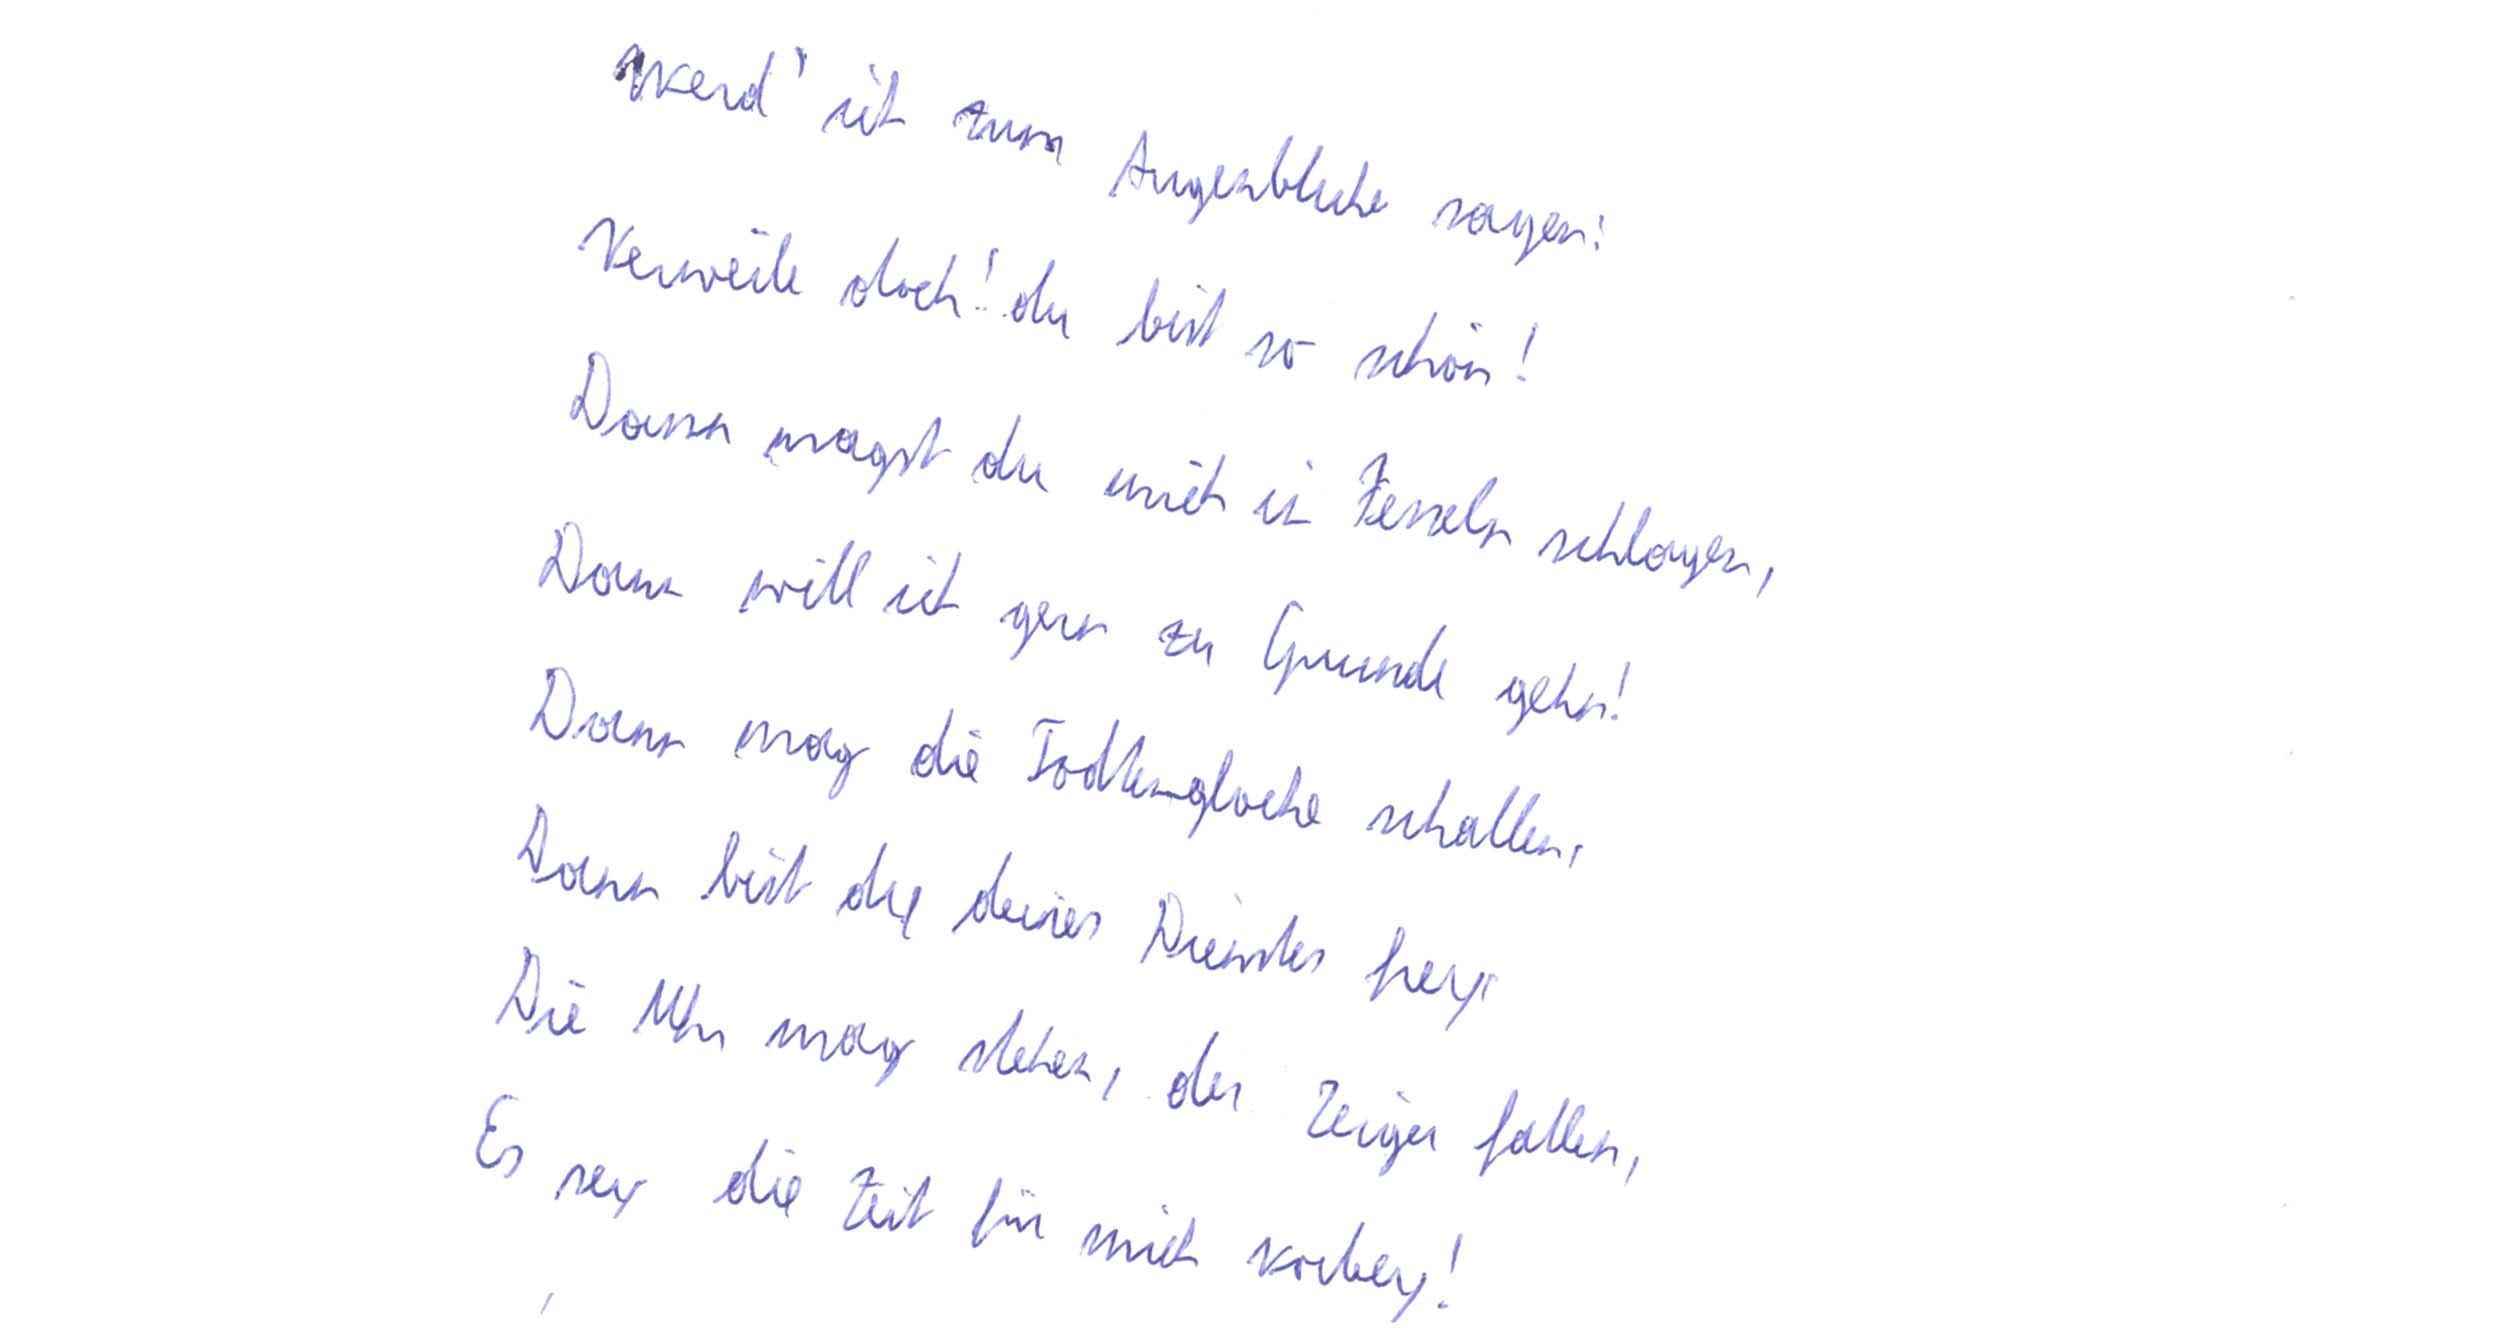 Werd' ich zum Augenblicke sagen:
Verweile doch! du bist so schön!
Dann magst du mich in Fesseln schlagen,
Dann will ich gern zu Grunde gehn!
Dann mag die Todtenglocke schallen,
Dann bist du deines Dienstes frey,
Die Uhr mag stehen, der Zeiger fallen,
Es sey die Zeit für mich vorbey!